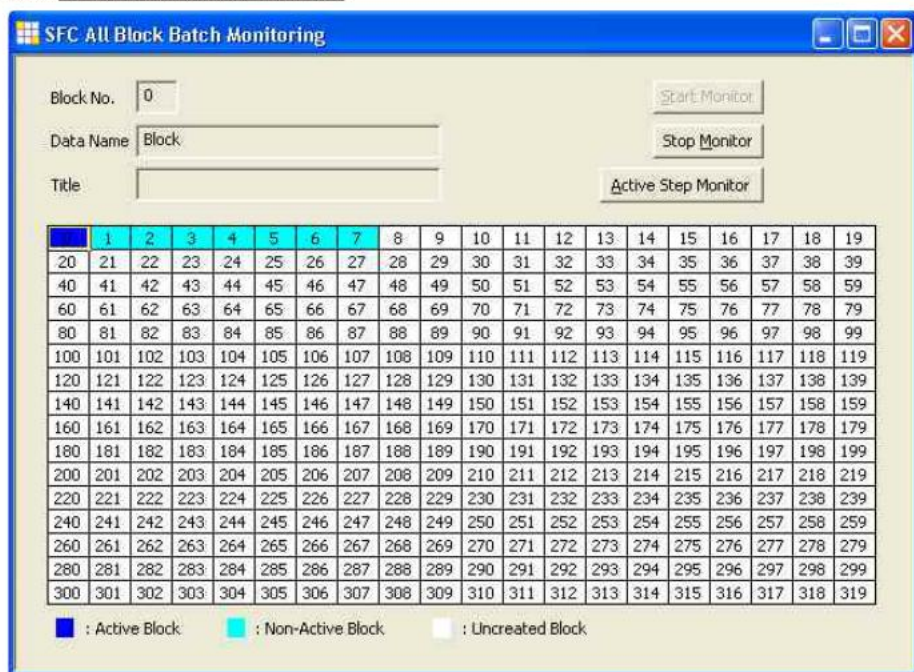 SFC All Block Batch Monitoring
Block No. 0 Start Monitor
Data Name Block Stop Monitor
Title Active Step Monitor
1 2 3 4 5 6 7 8 9 10 11 12 13 14 15 16 17 18 19
20 21 22 23 24 25 26 27 28 29 30 31 32 33 34 35 36 37 38 39
40 41 42 43 44 45 46 47 48 49 50 51 52 53 54 55 56 57 58 59
60 61 62 63 64 65 66 67 68 69 70 71 72 73 74 75 76 77 78 79
80 81 82 83 84 85 86 87 88 89 90 91 92 93 94 95 96 97 98 99
100 101 102 103 104 105 106 107 108 109 110 111 112 113 114 115 116 117 118 119
120 121 122 123 124 125 126 127 128 129 130 131 132 133 134 135 136 137 138 139
140 141 142 143 144 145 146 147 148 149 150 151 152 153 154 155 156 157 158 159
160 161 162 163 164 165 166 167 168 169 170 171 172 173 174 175 176 177 178 179
180 181 182 183 184 185 186 187 188 189 190 191 192 193 194 195 196 197 198 199
200 201 202 203 204 205 206 207 208 209 210 211 212 213 214 215 216 217 218 219
220 221 222 223 224 225 226 227 228 229 230 231 232 233 234 235 236 237 238 239
240 241 242 243 244 245 246 247 248 249 250 251 252 253 254 255 256 257 258 259
260 261 262 263 264 265 266 267 268 269 270 271 272 273 274 275 276 277 278 279
280 281 282 283 284 285 286 287 288 289 290 291 292 293 294 295 296 297 298 299
300 301 302 303 304 305 306 307 308 309 310 311 312 313 314 315 316 317 318 319
: Active Block : Non-Active Block : Uncreated Block